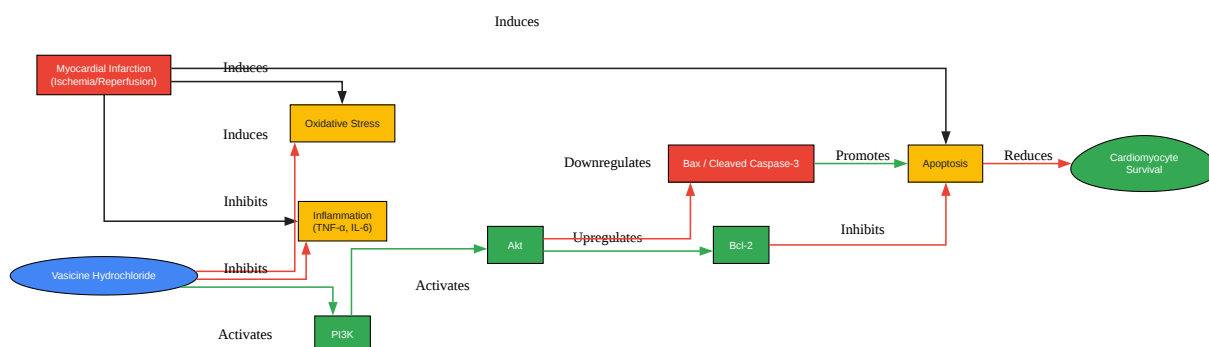 Induces
Myocardial Infarction
(Ischemia/Reperfusion)
Induces
Oxidative Stress
Induces
Downregulates
Bax / Cleaved Caspase-3
Promotes
Apoptosis
Reduces
Cardiomyocyte
Survival
Inhibits
Inflammation
(TNF-α, IL-6)
Akt
Upregulates
Bcl-2
Inhibits
Vasicine Hydrochloride
Inhibits
Activates
Activates
PI3K